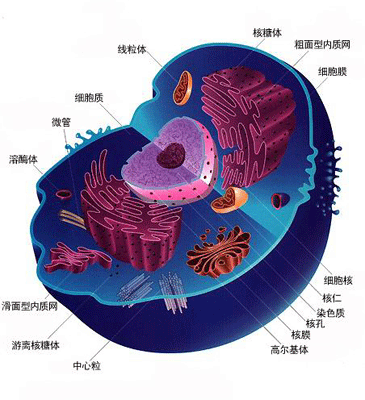 核糖体
线粒体
粗面型内质网
细胞膜
细胞质
微管
溶酶体
细胞核
核仁
染色质
核孔
核膜
高尔基体
滑面型内质网
游离核糖体
中心粒